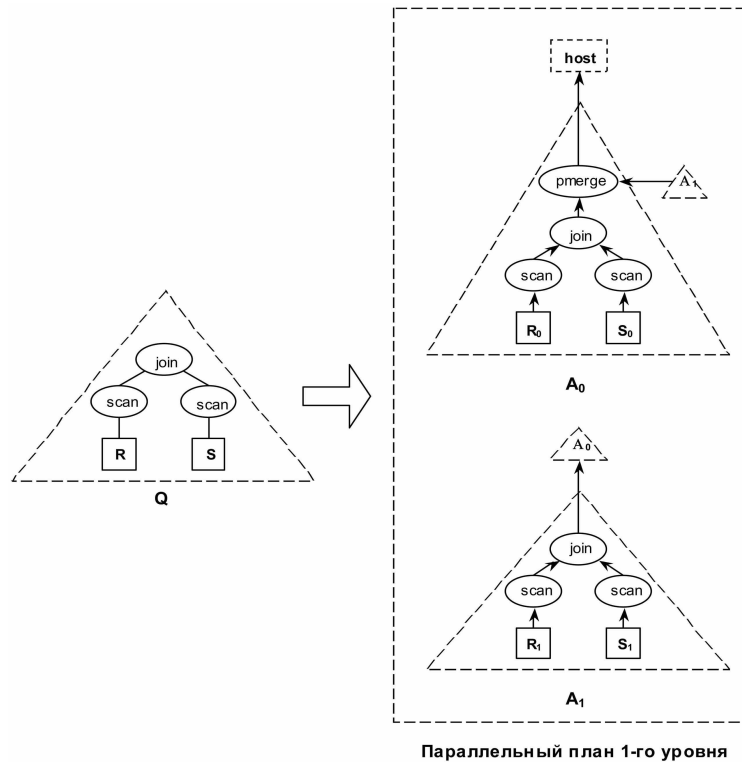 join
scan scan
R S
Q
host
pmerge A1
join
scan scan
R0 S0
A0
A0
join
scan scan
R1 S1
A1
Параллельный план 1-го уровня